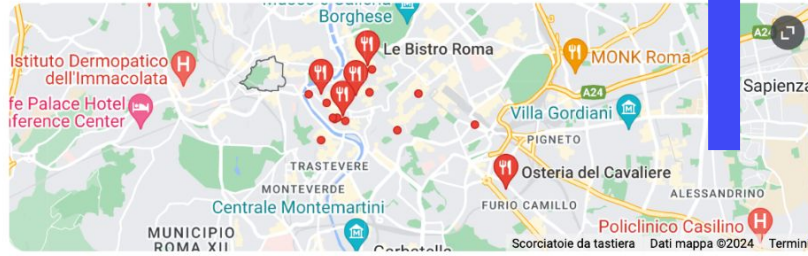 Borghese
Le Bistro Roma
Istituto Dermopatico
dell'Immacolata
H
MONK Roma
A24
A24
Sapienza
fe Palace Hotel
ference Center
Villa Gordiani
PIGNETO
TRASTEVERE
Osteria del Cavaliere
MONTEVERDE
ALESSANDRINO
Centrale Montemartini
FURIO CAMILLO
MUNICIPIO
ROMA XII
Policlinico Casilino
H
Scorciatoie da tastiera Dati mappa ©2024 Termin